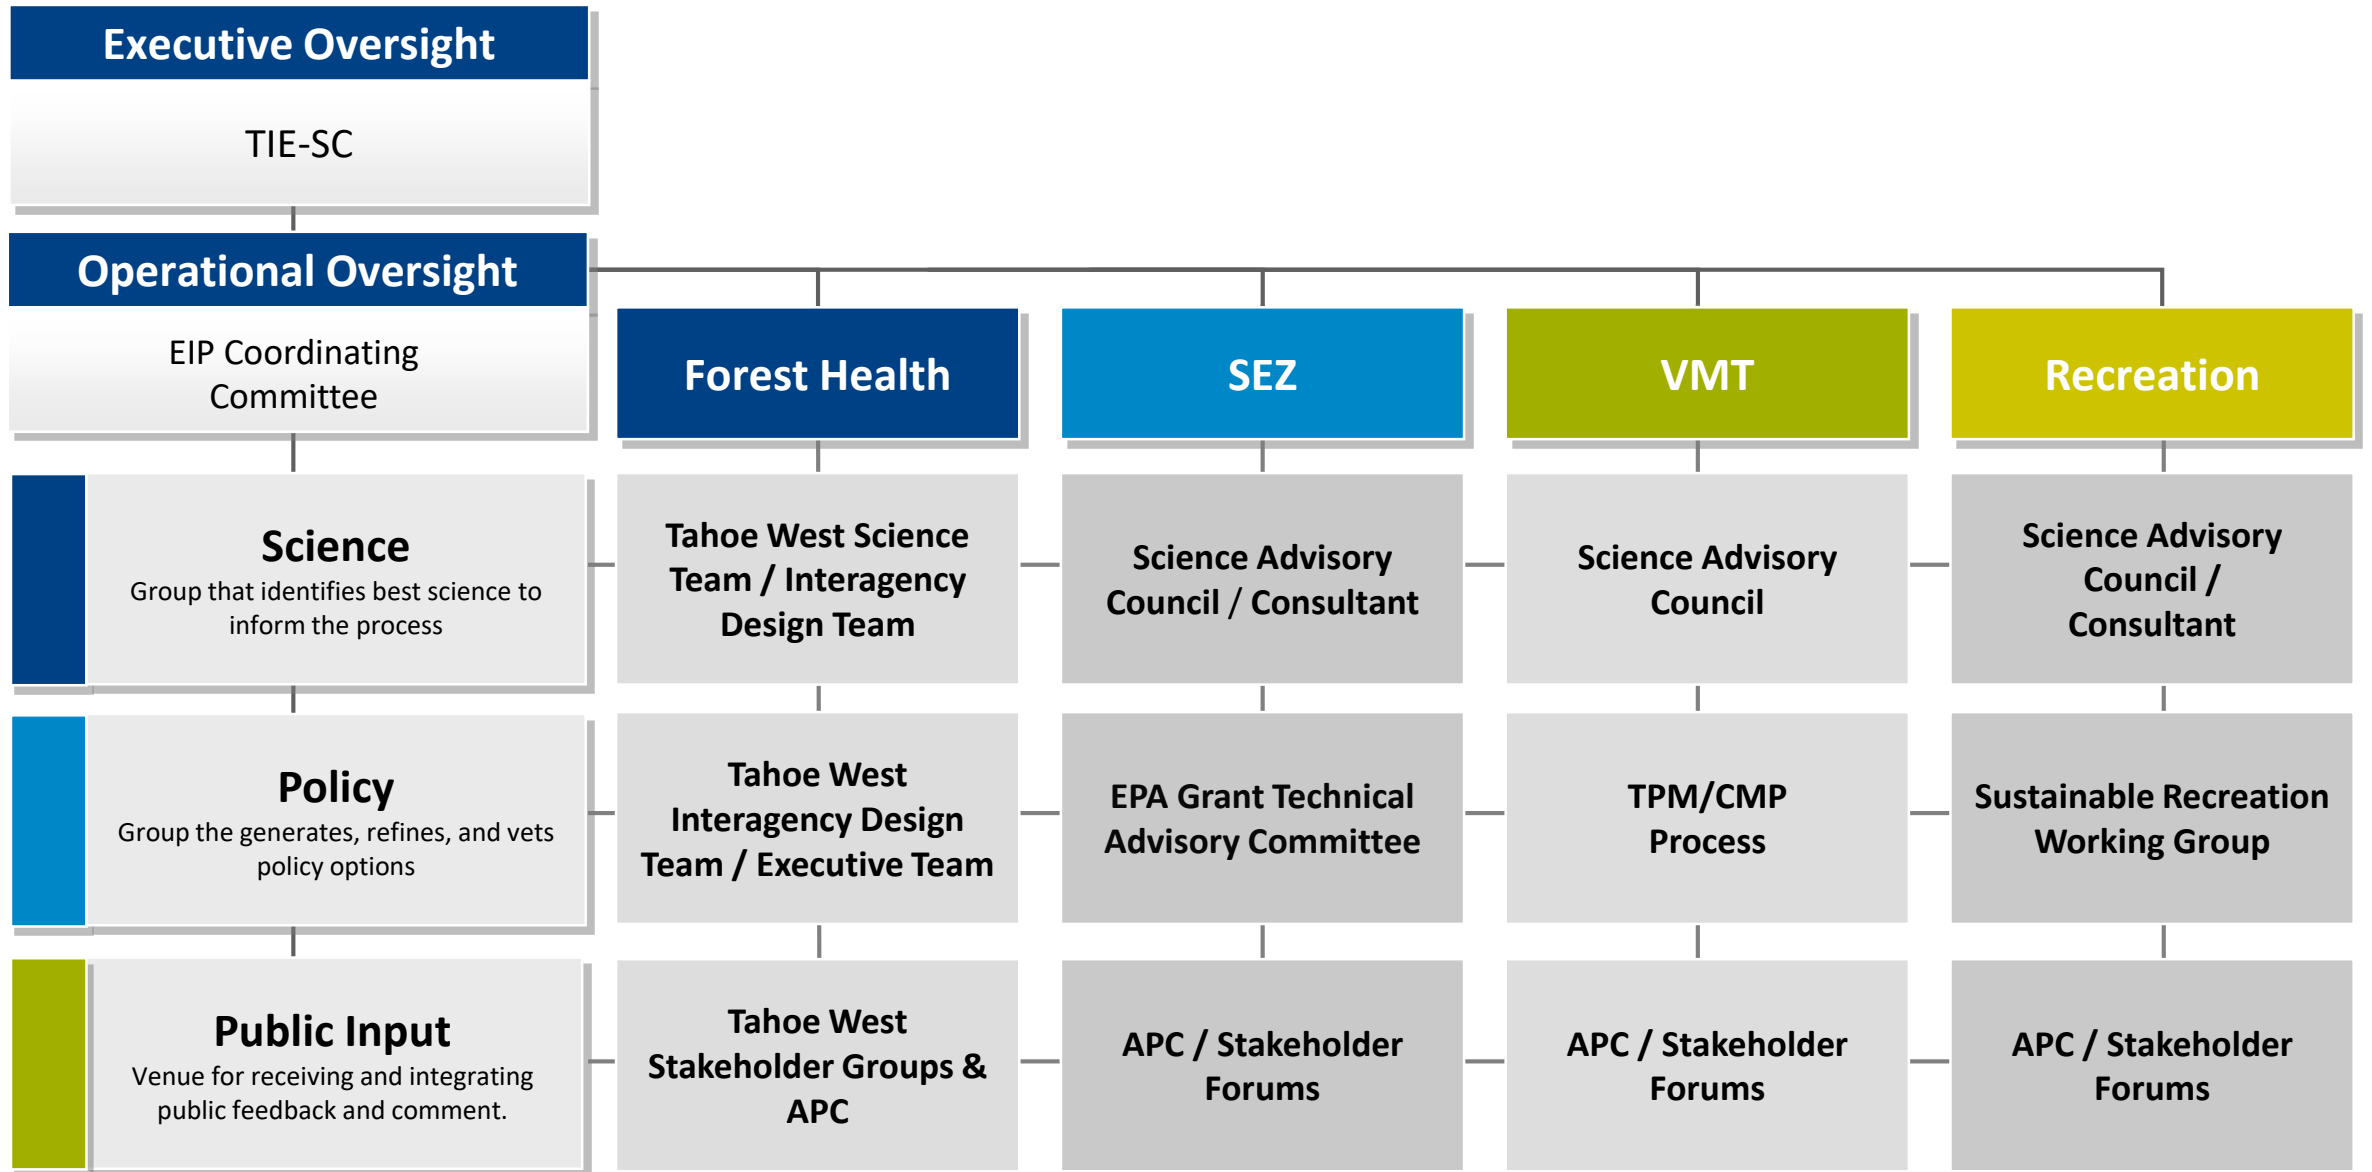 Executive Oversight
TIE-SC
Operational Oversight
EIP Coordinating
Committee
Forest Health
SEZ
VMT
Recreation
Science
Group that identifies best science to
inform the process
Tahoe West Science
Team / Interagency
Design Team
Science Advisory
Council / Consultant
Science Advisory
Council
Science Advisory
Council /
Consultant
Policy
Group the generates, refines, and vets
policy options
Tahoe West
Interagency Design
Team / Executive Team
EPA Grant Technical
Advisory Committee
TPM/CMP
Process
Sustainable Recreation
Working Group
Public Input
Venue for receiving and integrating
public feedback and comment.
Tahoe West
Stakeholder Groups &
APC
APC / Stakeholder
Forums
APC / Stakeholder
Forums
APC / Stakeholder
Forums